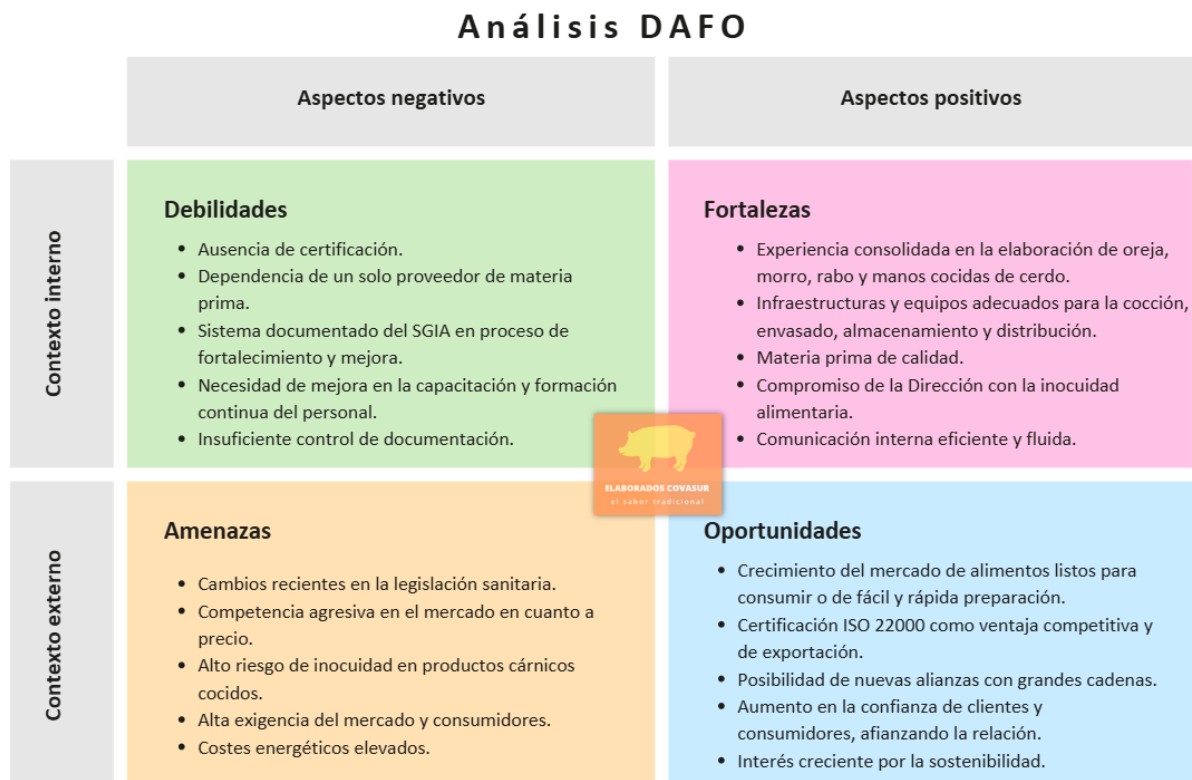 Análisis DAFO
Aspectos negativos
Aspectos positivos
Contexto interno
Debilidades
• Ausencia de certificación.
• Dependencia de un solo proveedor de materia
prima.
• Sistema documentado del SGIA en proceso de
fortalecimiento y mejora.
• Necesidad de mejora en la capacitación y formación
continua del personal.
• Insuficiente control de documentación.
Fortalezas
• Experiencia consolidada en la elaboración de oreja,
morro, rabo y manos cocidas de cerdo.
• Infraestructuras y equipos adecuados para la cocción,
envasado, almacenamiento y distribución.
• Materia prima de calidad.
• Compromiso de la Dirección con la inocuidad
alimentaria.
• Comunicación interna eficiente y fluida.
ELABORADOS COVASUR
el sabor tradicional
Contexto externo
Amenazas
• Cambios recientes en la legislación sanitaria.
• Competencia agresiva en el mercado en cuanto a
precio.
• Alto riesgo de inocuidad en productos cárnicos
cocidos.
• Alta exigencia del mercado y consumidores.
• Costes energéticos elevados.
Oportunidades
• Crecimiento del mercado de alimentos listos para
consumir o de fácil y rápida preparación.
• Certificación ISO 22000 como ventaja competitiva y
de exportación.
• Posibilidad de nuevas alianzas con grandes cadenas.
• Aumento en la confianza de clientes y
consumidores, afianzando la relación.
• Interés creciente por la sostenibilidad.